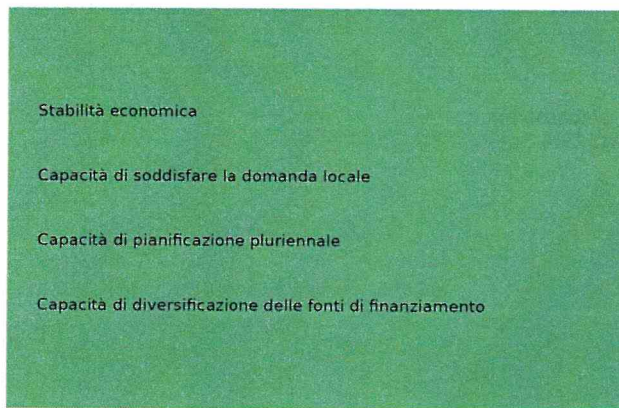 Stabilità economica
Capacità di soddisfare la domanda locale
Capacità di pianificazione pluriennale
Capacità di diversificazione delle fonti di finanziamento